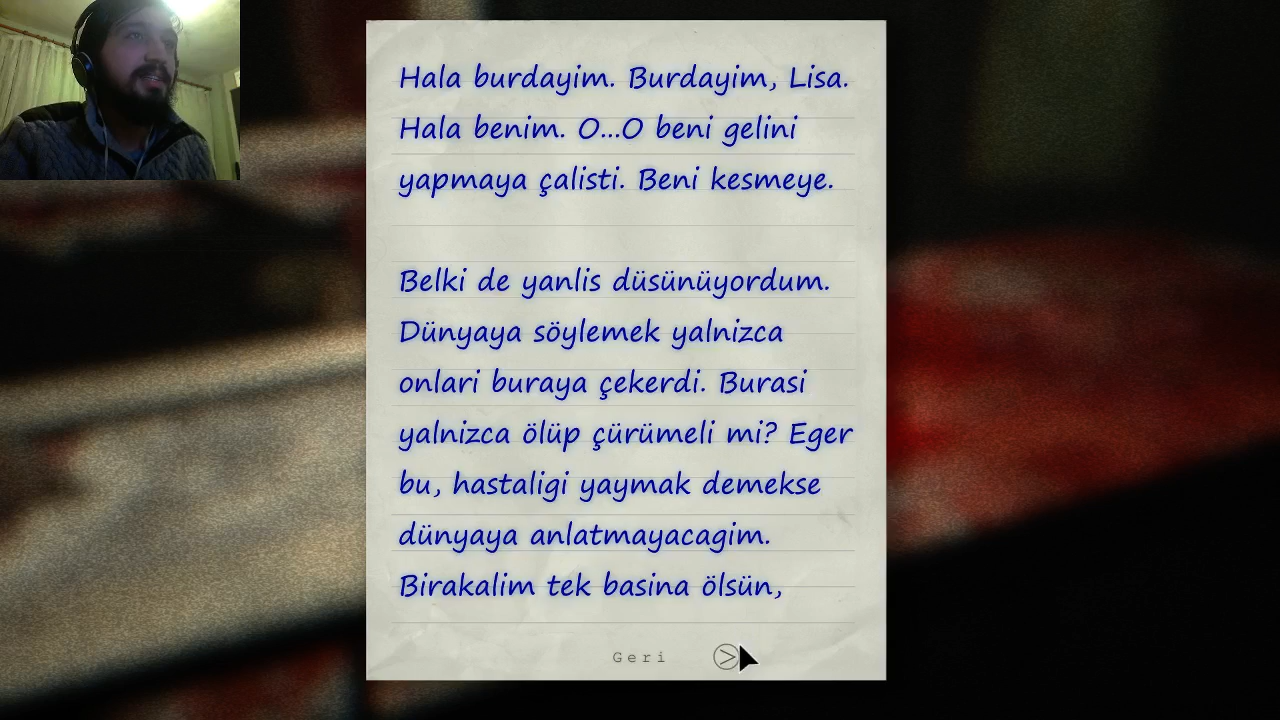 Hala burdayim. Burdayim, Lisa.
Hala benim. O...O beni gelini
yapmaya çalisti. Beni kesmeye.
Belki de yanlis düsünüyordum.
Dünyaya söylemek yalnizca
onlari buraya çekerdi. Burasi
yalnizca ölüp çürümeli mi? Eger
bu, hastaligi yaymak demekse
dünyaya anlatmayacagim.
Birakalim tek basina ölsün,
Geri >